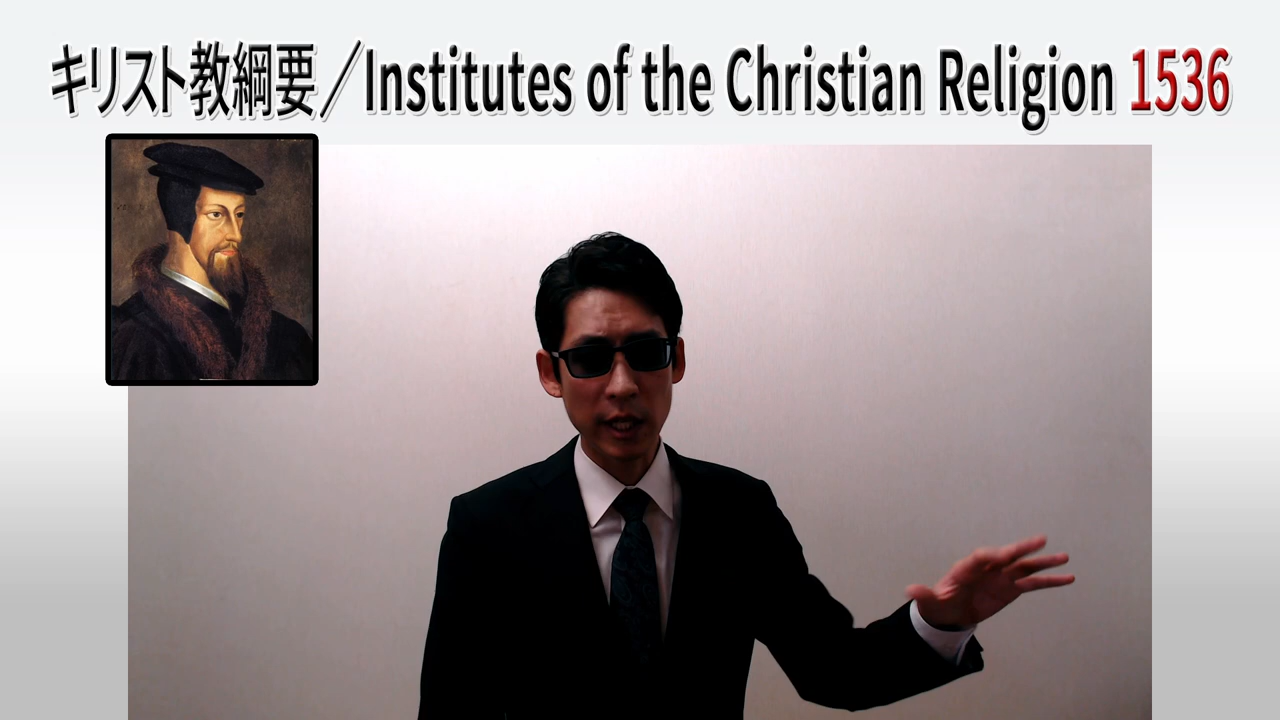 キリスト教綱要／Institutes of the Christian Religion 1536